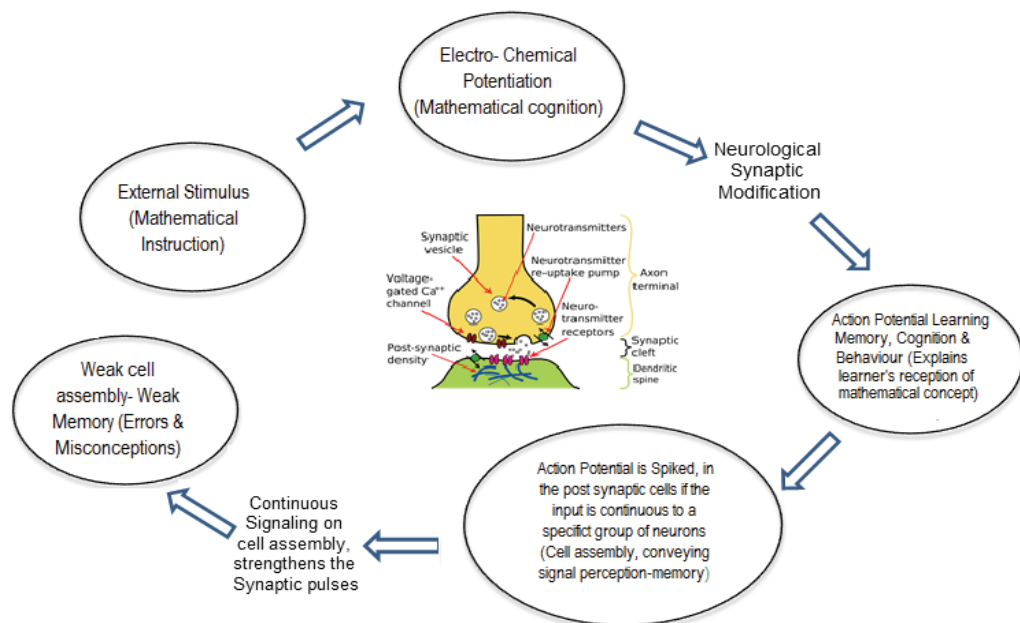 Electro- Chemical
Potentiation
(Mathematical cognition)
Neurological
Synaptic
Modification
External Stimulus
(Mathematical
Instruction)
Synaptic
vesicle
Neurotransmitters
Neurotransmitter
re-uptake pump
Axon
terminal
Voltage-
gated Ca++
channel
Neuro-
transmitter
receptors
Post-synaptic
density
Synaptic
cleft
Dendritic
spine
Action Potential Learning
Memory, Cognition &
Behaviour (Explains
learner's reception of
mathematical concept)
.
Action Potential is Spiked, in
the post synaptic cells if the
input is continuous to a
specifict group of neurons
(Cell assembly, conveying
signal perception-memory)
Continuous
Signaling on
cell assembly,
strengthens the
Synaptic pulses
Weak cell
assembly- Weak
Memory (Errors &
Misconceptions)